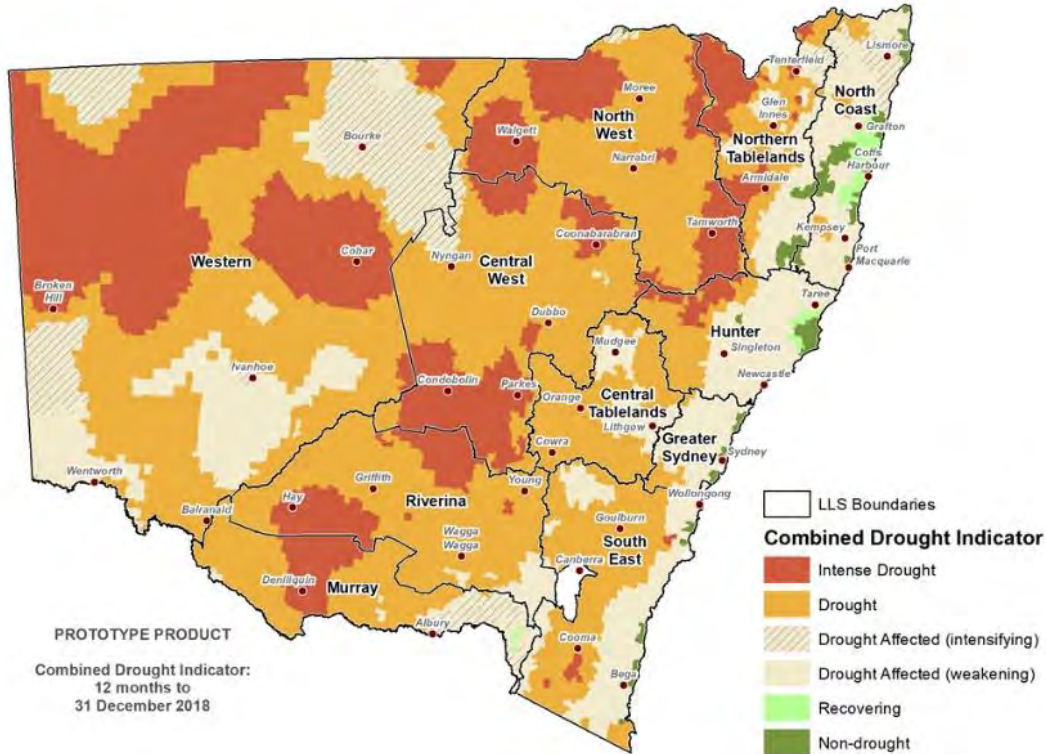 Lismore
Tenterfield
North
Coast
Moree
Glen
Innes
Grafton
North
West
Bourke
Walgett
Northern
Tablelands
Coffs
Harbour
Narrabri
Armidale
Tamworth
Kempsey
Coonabarabran
Port
Macquarie
Cobar
Nyngan
Western
Central
West
Broken
Hill
Taree
Dubbo
Hunter
Mudgee
Singleton
Ivanhoe
Newcastle
Condobolin
Parkes
Orange
Central
Tablelands
Lithgow
Greater
Sydney
Sydney
Cowra
Wentworth
Griffith
Young
Wollongong
Hay
Riverina
Balranald
Goulburn
South
East
Wagga
Wagga
Canberra
Deniliquin
Murray
Albury
Cooma
Bega
PROTOTYPE PRODUCT
Combined Drought Indicator:
12 months to
31 December 2018
LLS Boundaries
Combined Drought Indicator
Intense Drought
Drought
Drought Affected (intensifying)
Drought Affected (weakening)
Recovering
Non-drought